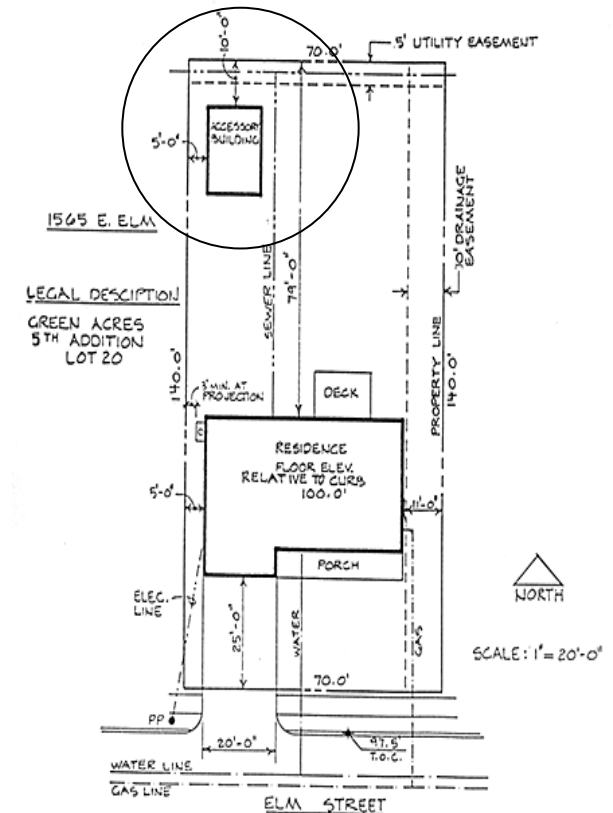 10'-0"
70.0'
5' UTILITY EASEMENT
ACCESSORY
BUILDING
5'-0"
1565 E. ELM
SEWER LINE
79'-0"
10' DRAINAGE
EASEMENT
LEGAL DESCIPTION
GREEN ACRES
5TH ADDITION
LOT 20
140.0'
3' MIN. AT
PROJECTION
DECK
PROPERTY LINE
140.0'
C
RESIDENCE
FLOOR ELEV.
RELATIVE TO CURB
100.0'
5'-0"
11'-0"
PORCH
NORTH
ELEC.
LINE
25'-0"
WATER
GAS
SCALE: 1"= 20'-0"
70.0'
PP
20'-0"
97.5'
T.O.C.
WATER LINE
GAS LINE
ELM STREET